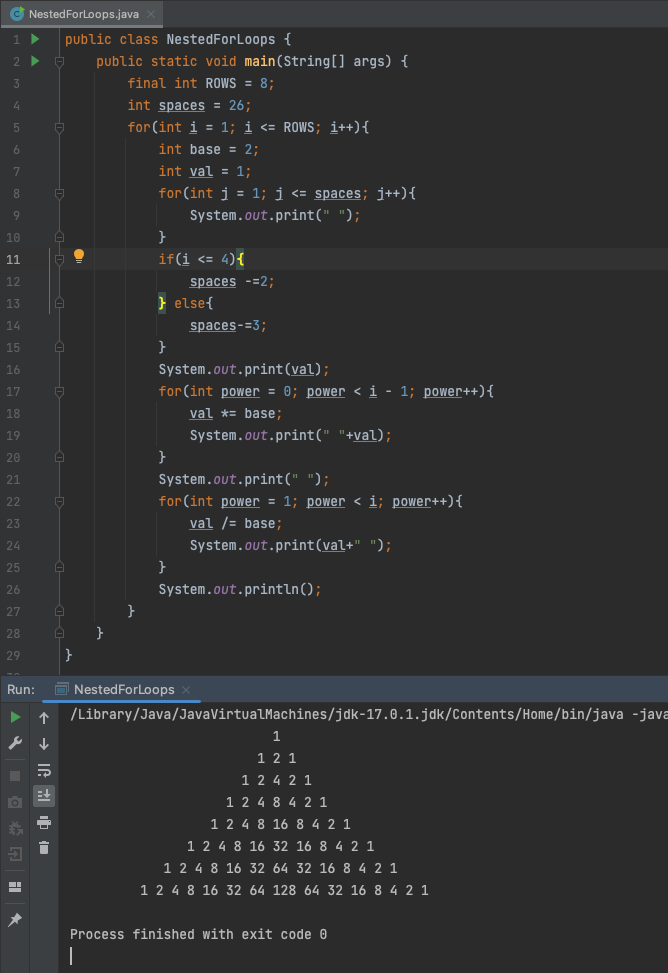 NestedForLoops.java
1 public class NestedForLoops {
2     public static void main(String[] args) {
3         final int ROWS = 8;
4         int spaces = 26;
5         for(int i = 1; i <= ROWS; i++){
6             int base = 2;
7             int val = 1;
8             for(int j = 1; j <= spaces; j++){
9                 System.out.print(" ");
10             }
11             if(i <= 4){
12                 spaces -=2;
13             } else{
14                 spaces-=3;
15             }
16             System.out.print(val);
17             for(int power = 0; power < i - 1; power++){
18                 val *= base;
19                 System.out.print(" "+val);
20             }
21             System.out.print(" ");
22             for(int power = 1; power < i; power++){
23                 val /= base;
24                 System.out.print(val+" ");
25             }
26             System.out.println();
27         }
28     }
29 }
Run: NestedForLoops
/Library/Java/JavaVirtualMachines/jdk-17.0.1.jdk/Contents/Home/bin/java -java
                          1
                        1 2 1
                      1 2 4 2 1
                    1 2 4 8 4 2 1
                  1 2 4 8 16 8 4 2 1
               1 2 4 8 16 32 16 8 4 2 1
            1 2 4 8 16 32 64 32 16 8 4 2 1
         1 2 4 8 16 32 64 128 64 32 16 8 4 2 1
Process finished with exit code 0